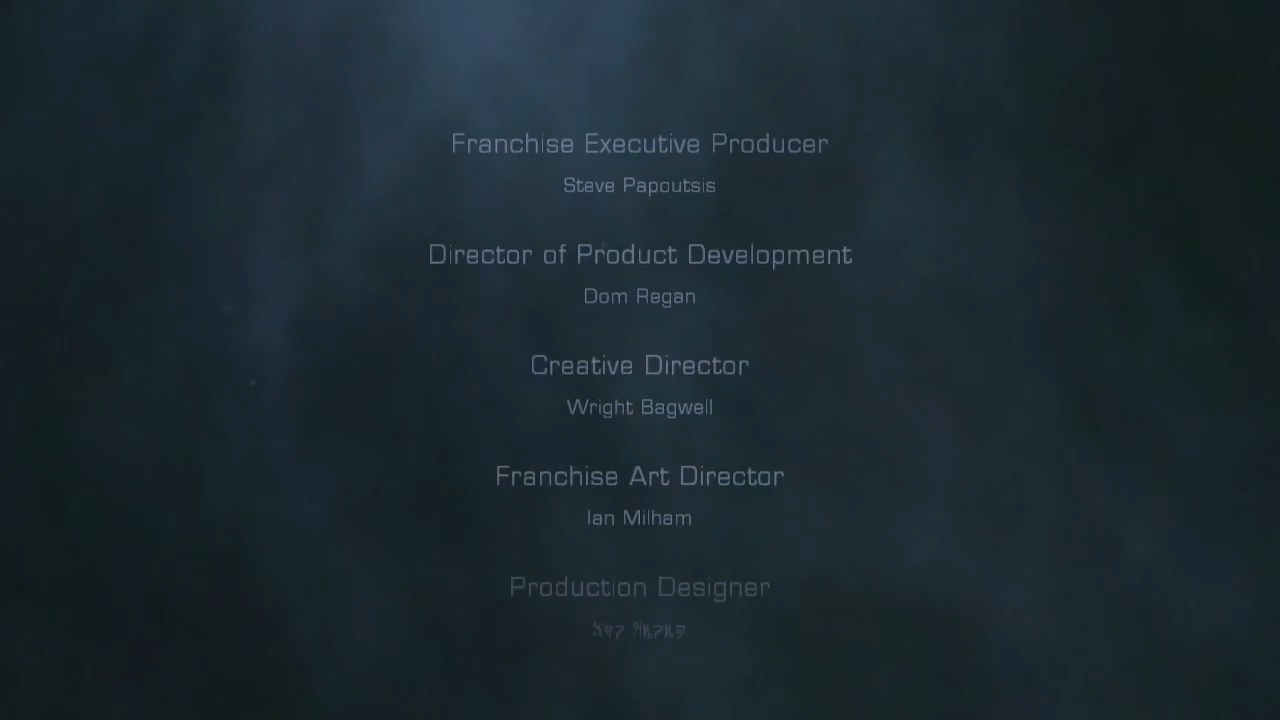 Franchise Executive Producer
Steve Papoutsis
Director of Product Development
Dom Regan
Creative Director
Wright Bagwell
Franchise Art Director
Ian Milham
Production Designer